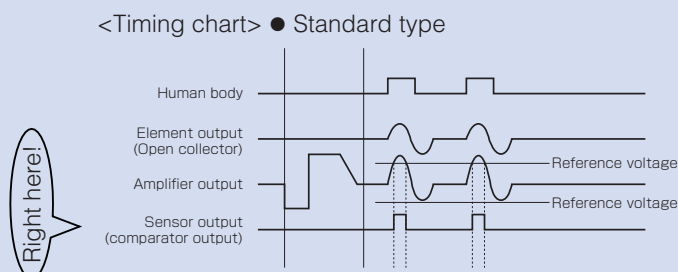 <Timing chart> ● Standard type
Human body
Element output
(Open collector)
Reference voltage
Amplifier output
Reference voltage
Sensor output
(comparator output)
Right here!